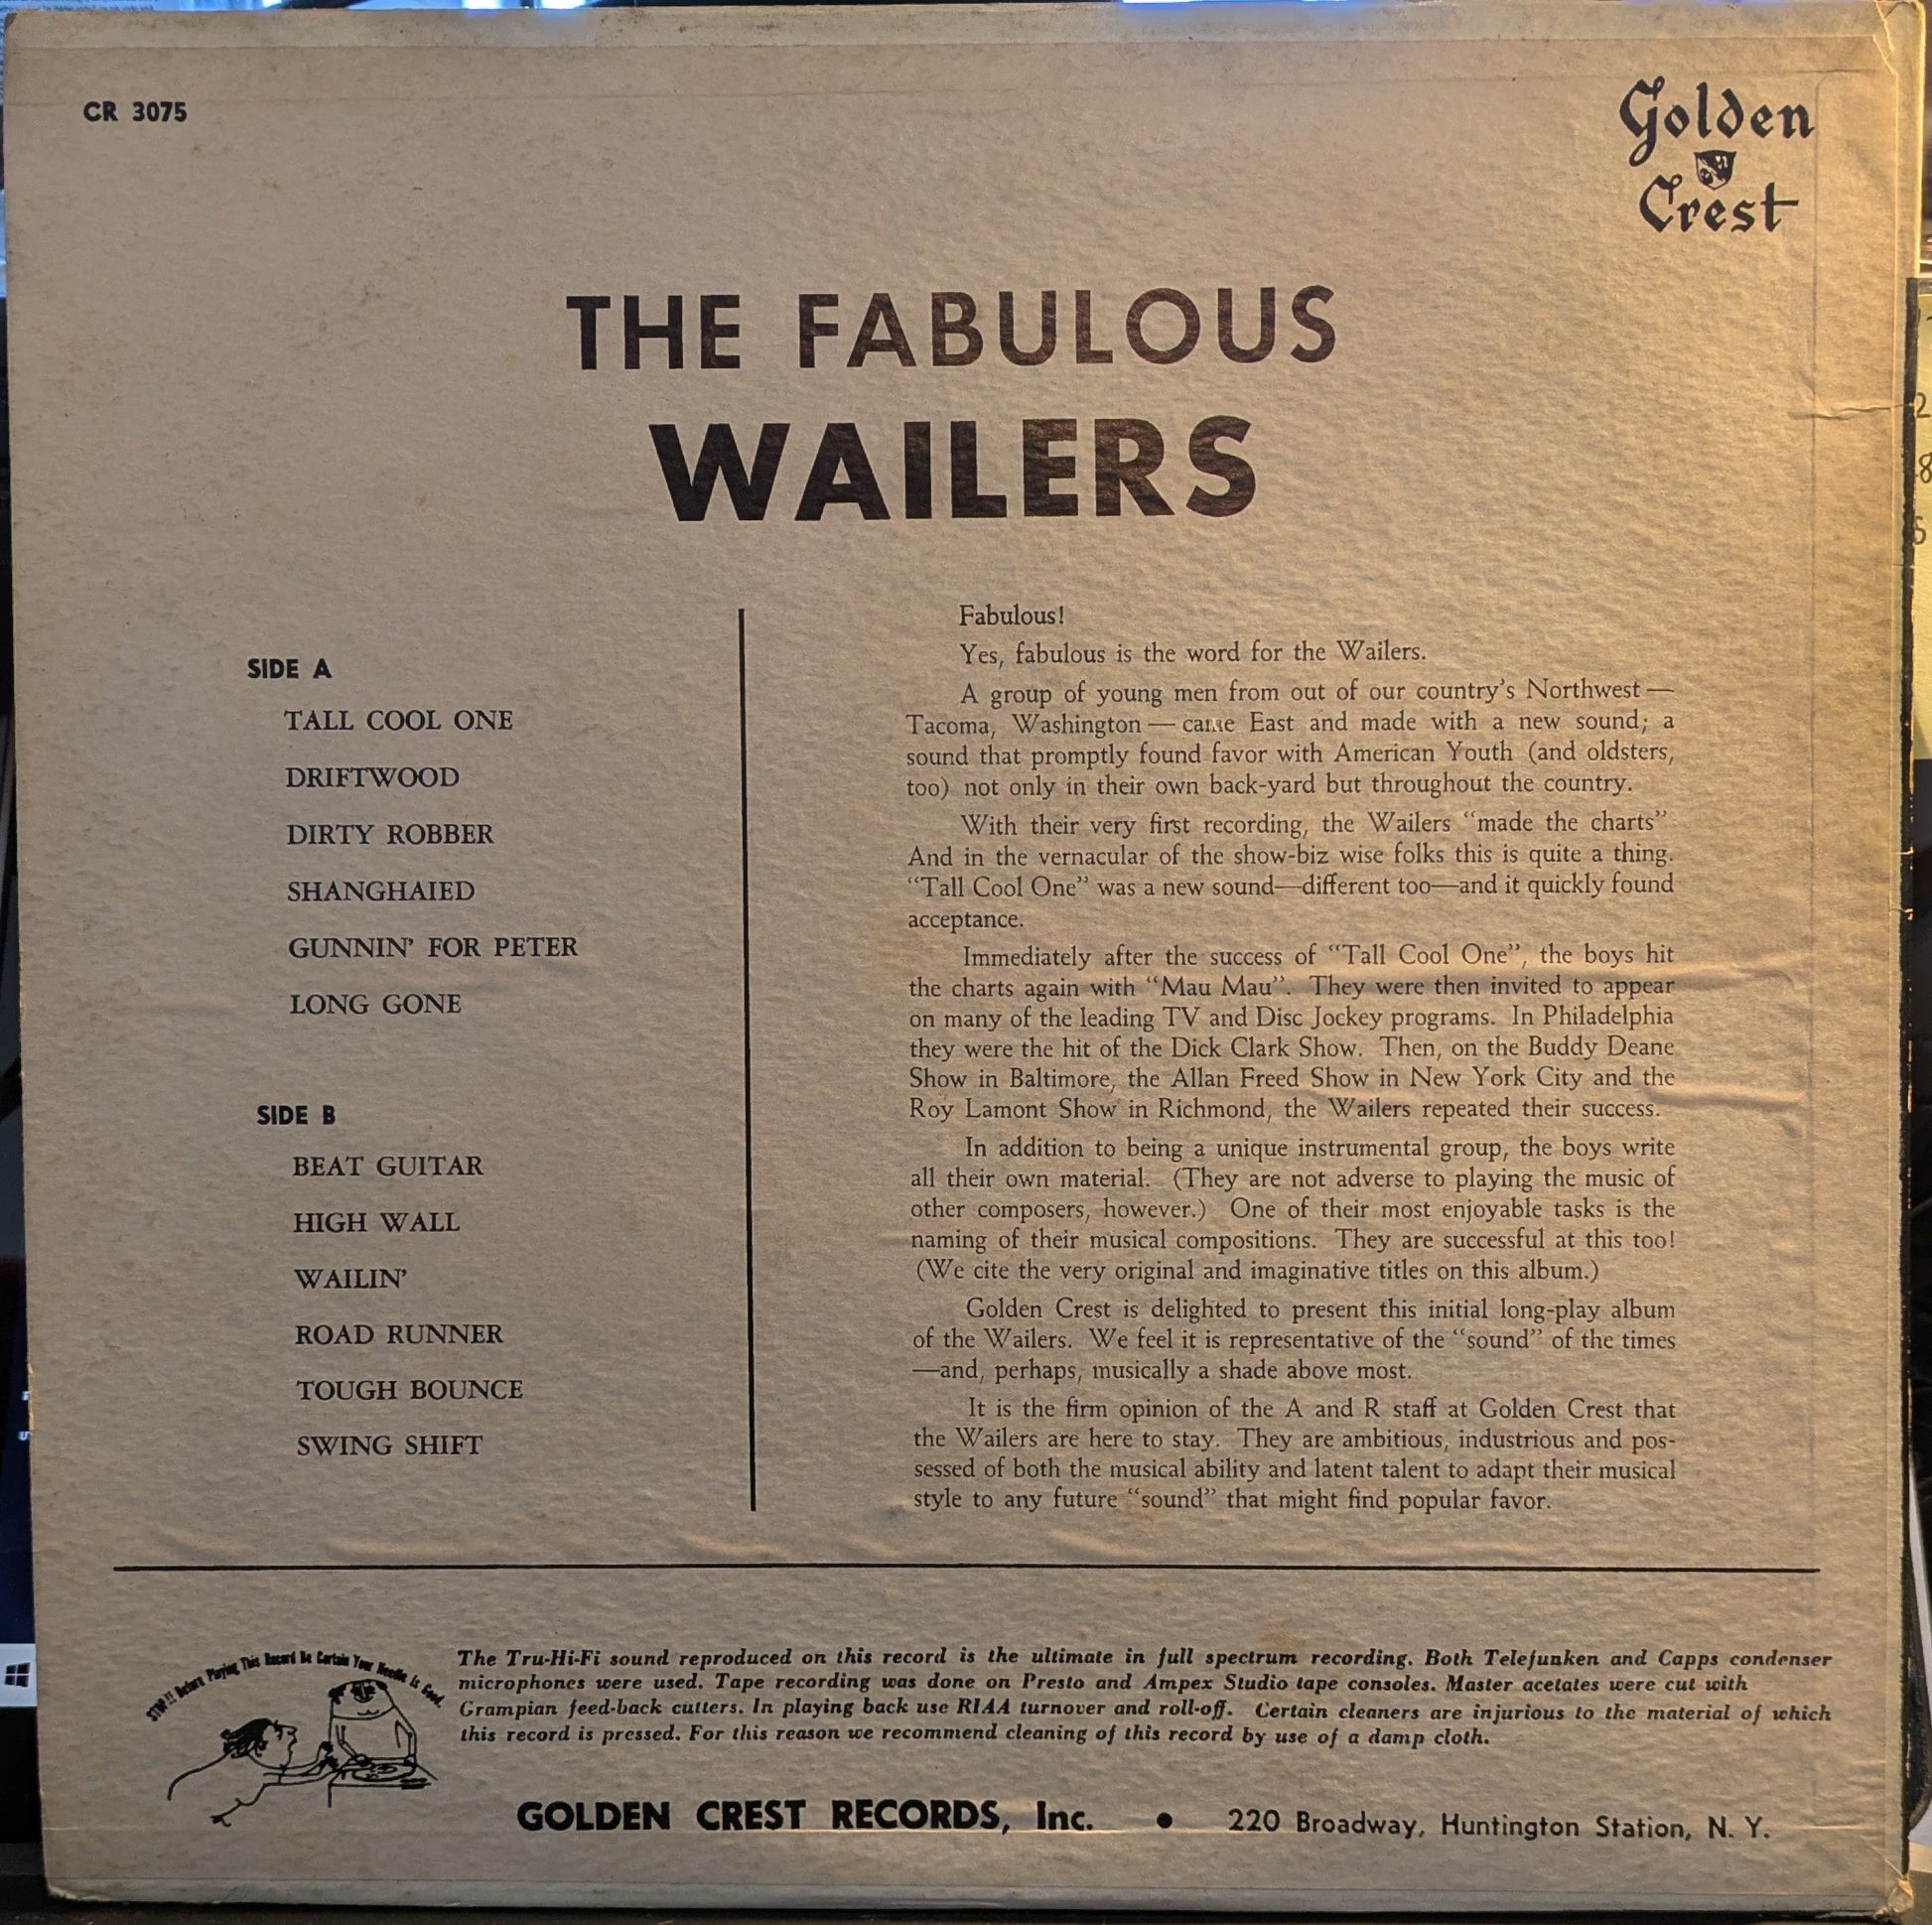 CR 3075
Golden
Crest
THE FABULOUS
WAILERS
SIDE A
TALL COOL ONE
DRIFTWOOD
DIRTY ROBBER
SHANGHAIED
GUNNIN' FOR PETER
LONG GONE
SIDE B
BEAT GUITAR
HIGH WALL
WAILIN'
ROAD RUNNER
TOUGH BOUNCE
SWING SHIFT
Fabulous!
Yes, fabulous is the word for the Wailers.
A group of young men from out of our country's Northwest —
Tacoma, Washington — came East and made with a new sound; a
sound that promptly found favor with American Youth (and oldsters,
too) not only in their own back-yard but throughout the country.
With their very first recording, the Wailers “made the charts”
And in the vernacular of the show-biz wise folks this is quite a thing.
“Tall Cool One” was a new sound—different too—and it quickly found
acceptance.
Immediately after the success of “Tall Cool One”, the boys hit
the charts again with “Mau Mau”. They were then invited to appear
on many of the leading TV and Disc Jockey programs. In Philadelphia
they were the hit of the Dick Clark Show. Then, on the Buddy Deane
Show in Baltimore, the Allan Freed Show in New York City and the
Roy Lamont Show in Richmond, the Wailers repeated their success.
In addition to being a unique instrumental group, the boys write
all their own material. (They are not adverse to playing the music of
other composers, however.) One of their most enjoyable tasks is the
naming of their musical compositions. They are successful at this too!
(We cite the very original and imaginative titles on this album.)
Golden Crest is delighted to present this initial long-play album
of the Wailers. We feel it is representative of the “sound” of the times
—and, perhaps, musically a shade above most.
It is the firm opinion of the A and R staff at Golden Crest that
the Wailers are here to stay. They are ambitious, industrious and pos-
sessed of both the musical ability and latent talent to adapt their musical
style to any future “sound” that might find popular favor.
STOP!! Before Playing This Record Be Certain Your Needle Is Good.
The Tru-Hi-Fi sound reproduced on this record is the ultimate in full spectrum recording. Both Telefunken and Capps condenser
microphones were used. Tape recording was done on Presto and Ampex Studio tape consoles. Master acetates were cut with
Grampian feed-back cutters. In playing back use RIAA turnover and roll-off. Certain cleaners are injurious to the material of which
this record is pressed. For this reason we recommend cleaning of this record by use of a damp cloth.
GOLDEN CREST RECORDS, Inc. • 220 Broadway, Huntington Station, N. Y.